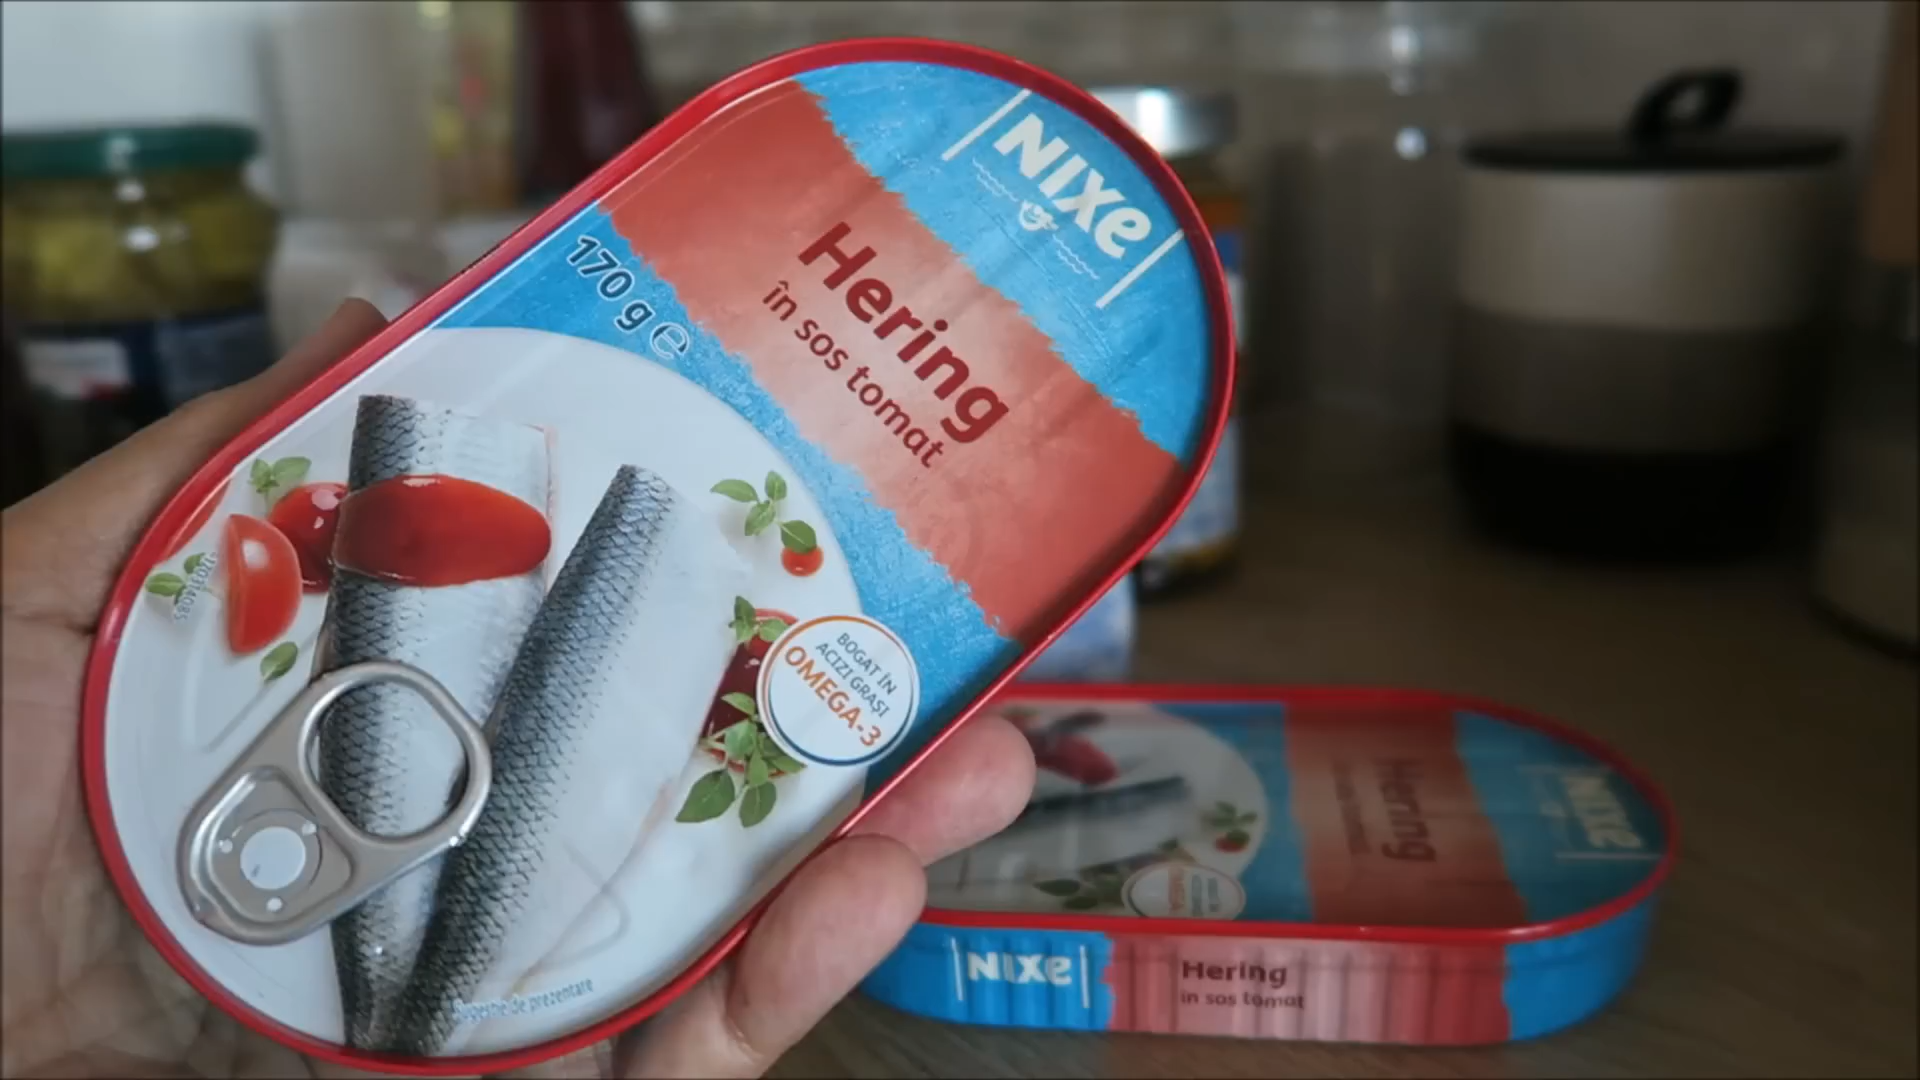 NIXE
Hering
în sos tomat
170 g ℮
BOGAT ÎN
ACIZI GRAȘI
OMEGA-3
Sugestie de prezentare
NIXE
Hering
NIXE
Hering
în sos tomat